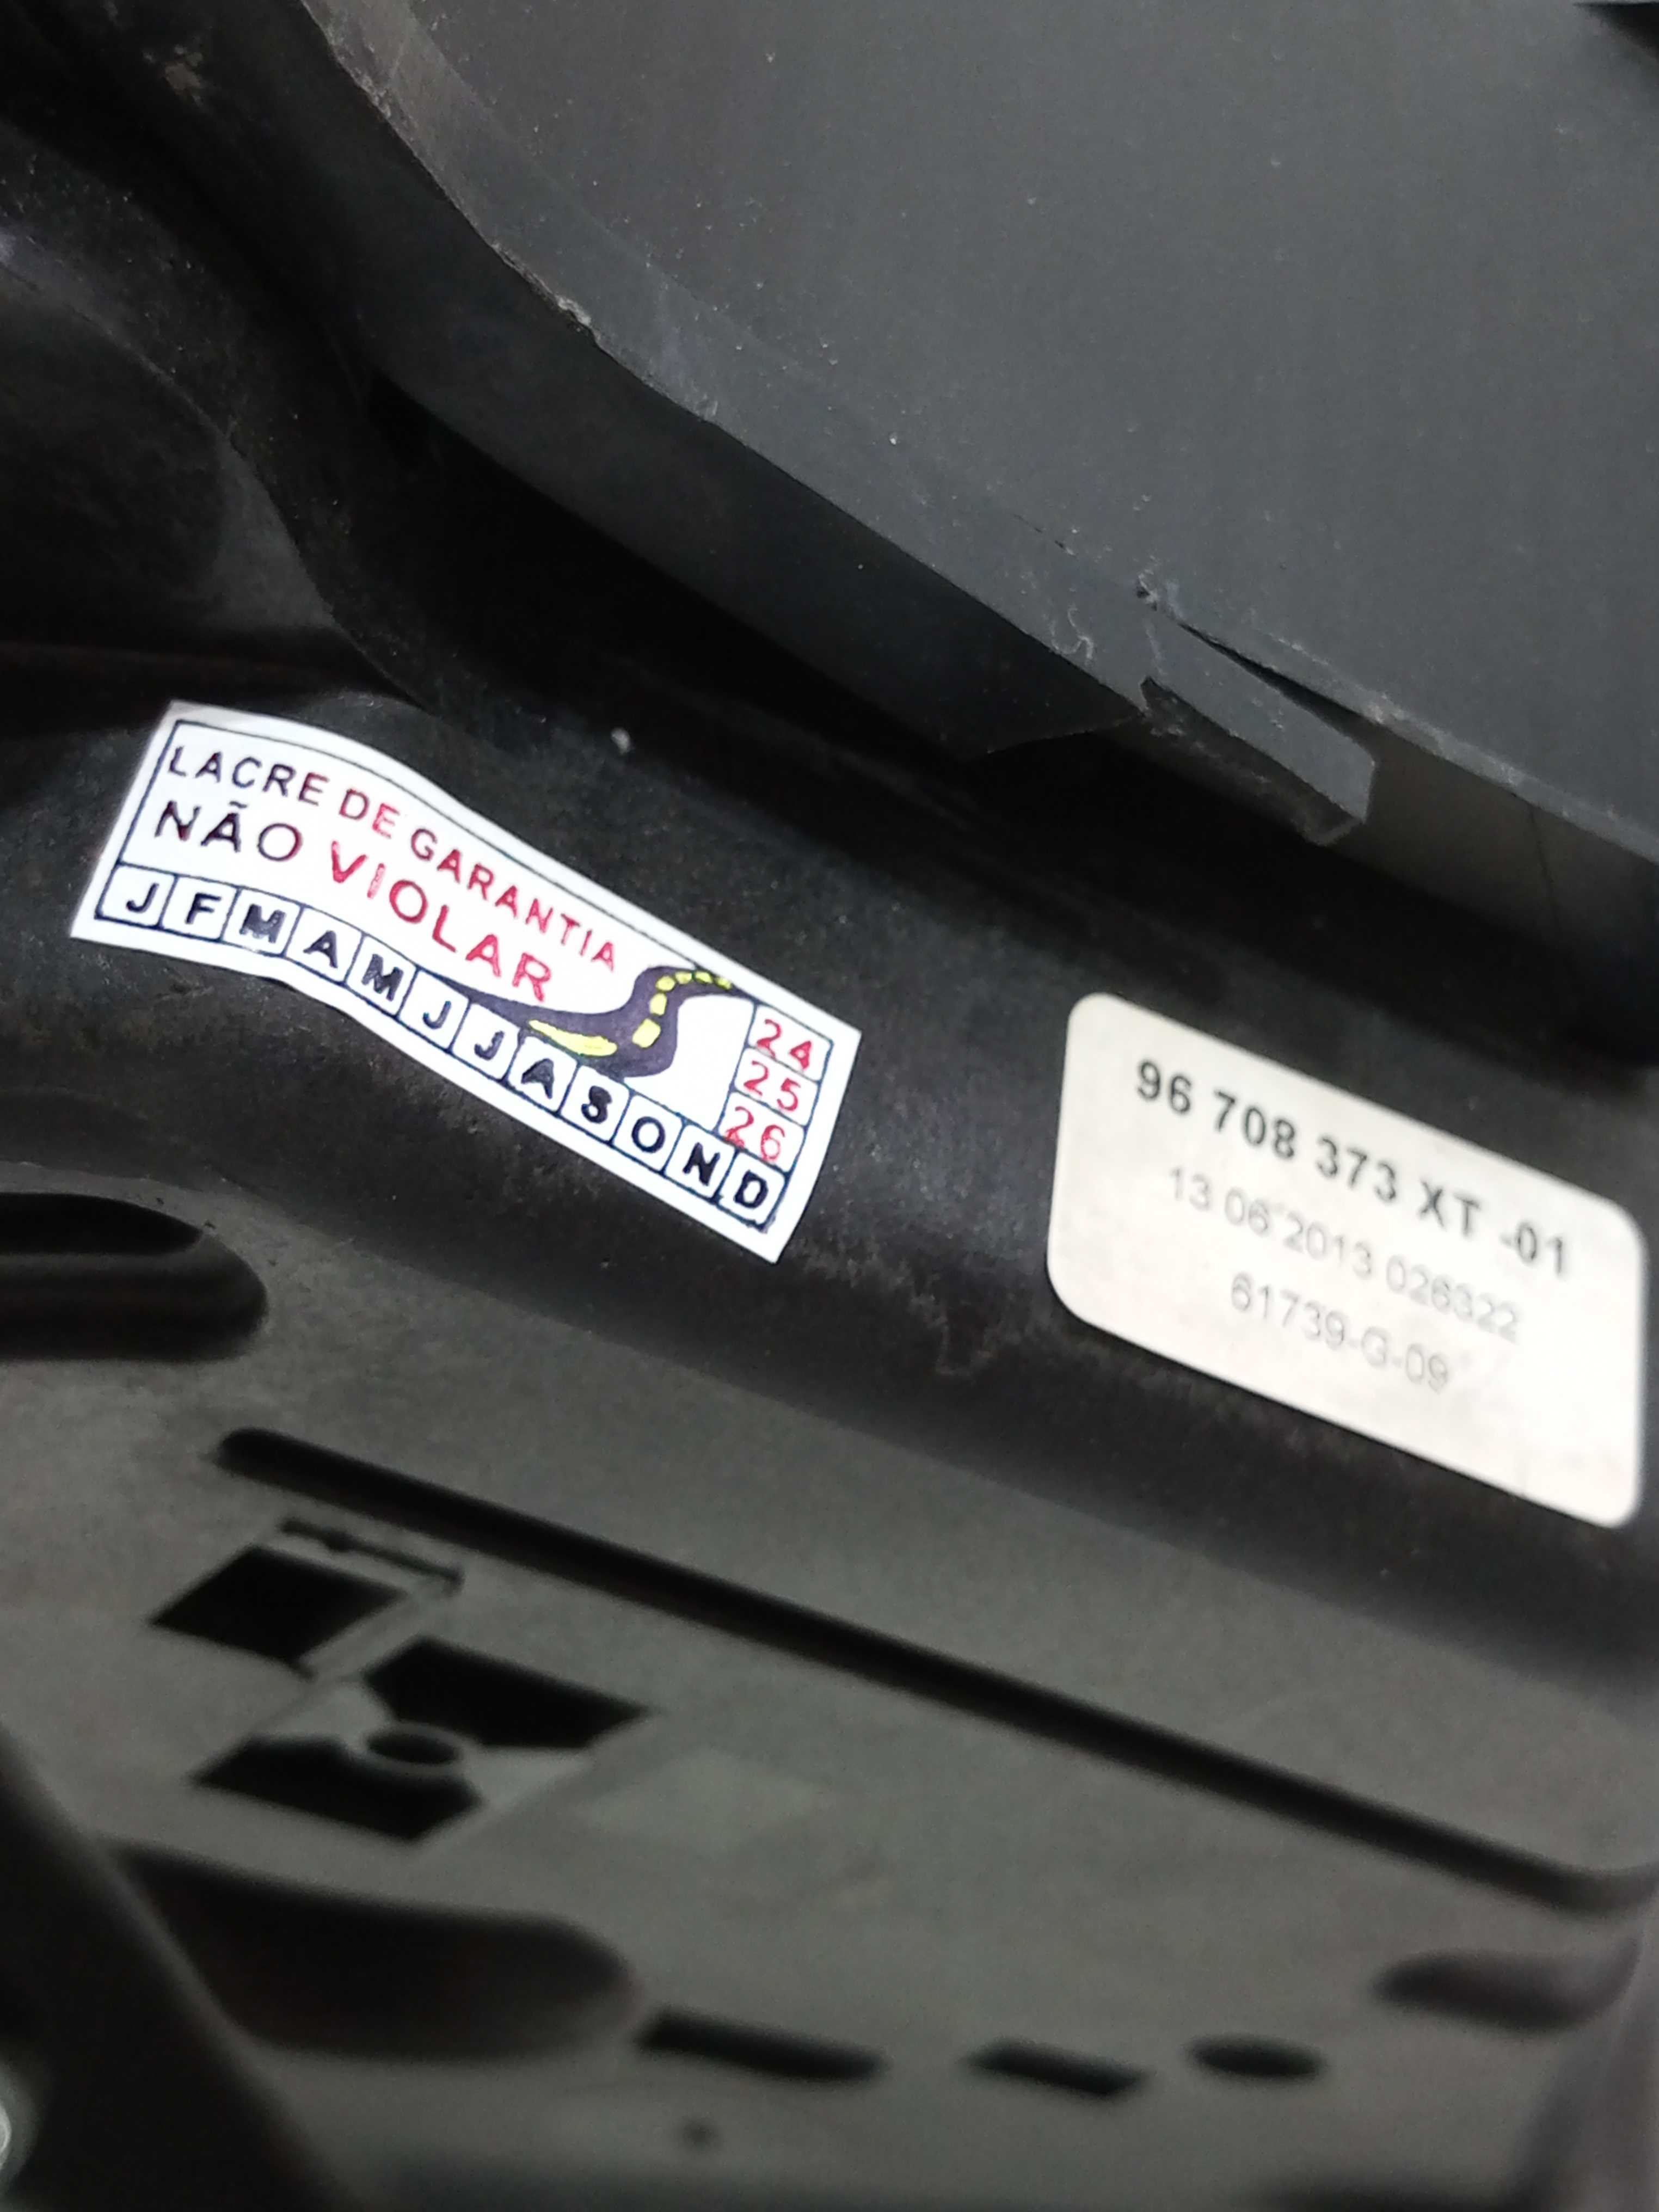 LACRE DE GARANTIA
NÃO VIOLAR
24
25
26
J F M A M J J A S O N D
96 708 373 XT -01
13 06 2013 026322
61739-G-09